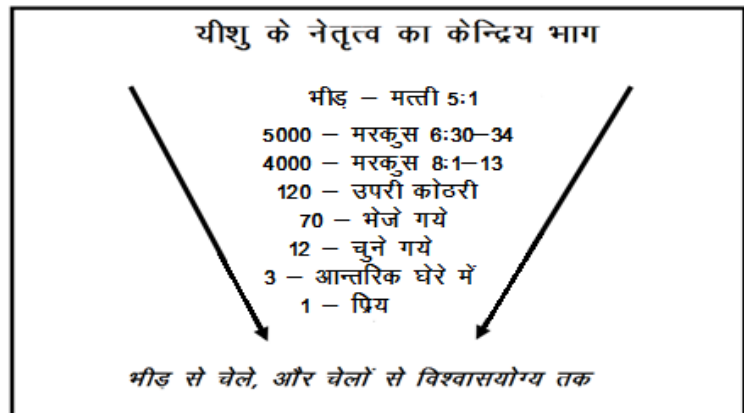 यीशु के नेतृत्व का केन्द्रिय भाग
भीड़ – मत्ती 5:1
5000 – मरकुस 6:30–34
4000 – मरकुस 8:1–13
120 – उपरी कोठरी
70 – भेजे गये
12 – चुने गये
3 – आन्तरिक घेरे में
1 – प्रिय
भीड़ से चेले, और चेलों से विश्वासयोग्य तक